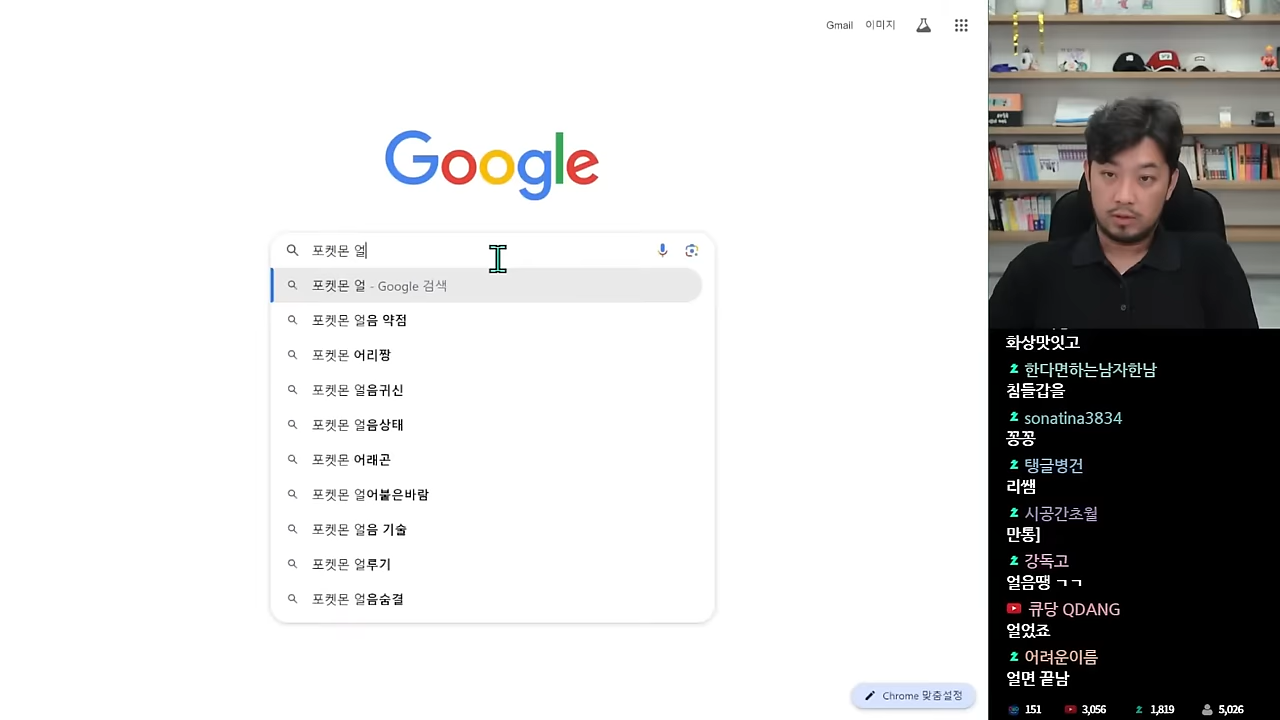 Gmail 이미지
Google
포켓몬 얼
포켓몬 얼 - Google 검색
포켓몬 얼음 약점
포켓몬 어리짱
포켓몬 얼음귀신
포켓몬 얼음상태
포켓몬 어래곤
포켓몬 얼어붙은바람
포켓몬 얼음 기술
포켓몬 얼루기
포켓몬 얼음숨결
Chrome 맞춤설정
화상맛잇고
한다면하는남자한남
침들갑을
sonatina3834
꽁꽁
탱글병건
리쌤
시공간초월
만통]
강독고
얼음땡 ㄱㄱ
큐당 QDANG
얼었죠
어려운이름
얼면 끝남
151 3,056 1,819 5,026